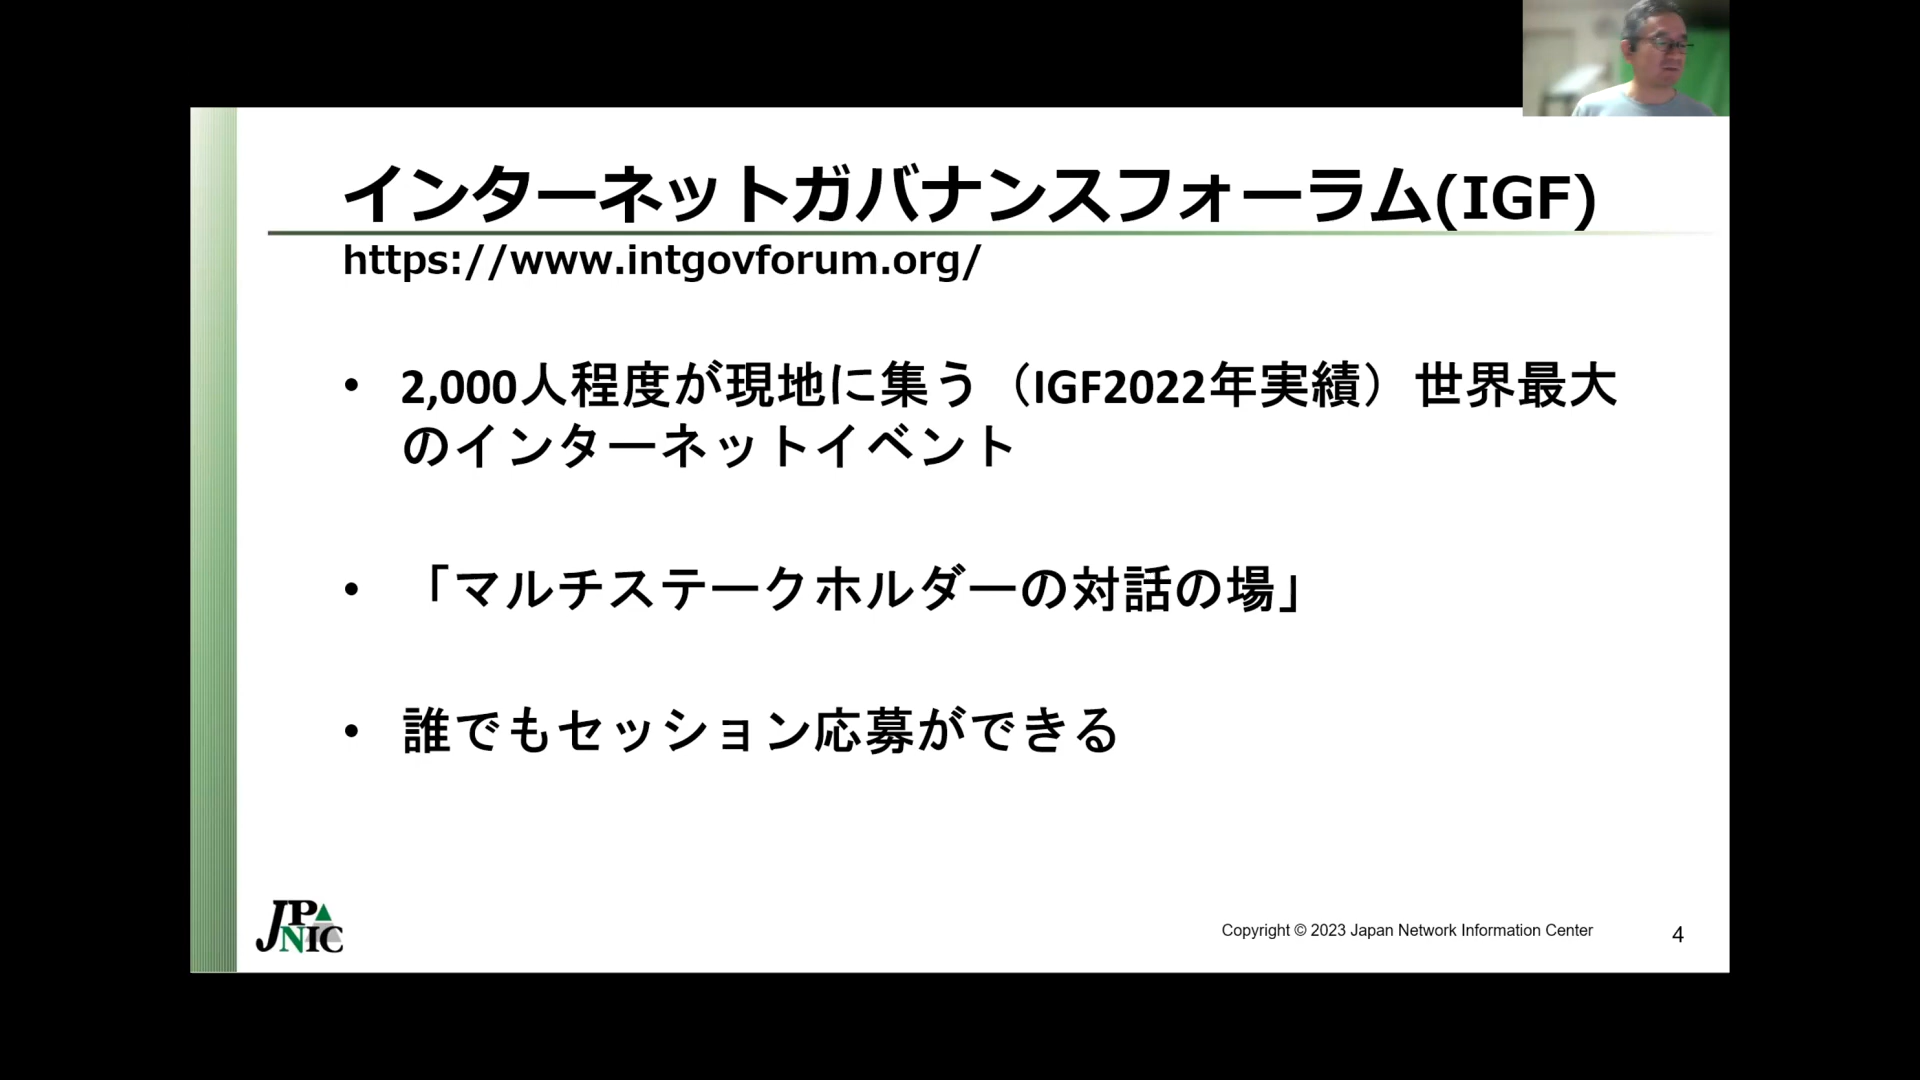 インターネットガバナンスフォーラム(IGF)
https://www.intgovforum.org/
• 2,000人程度が現地に集う（IGF2022年実績）世界最大
のインターネットイベント
• 「マルチステークホルダーの対話の場」
• 誰でもセッション応募ができる
JPNIC
Copyright © 2023 Japan Network Information Center
4